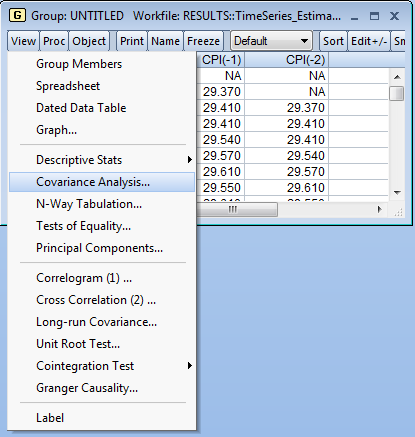 G Group: UNTITLED Workfile: RESULTS::TimeSeries_Estima...
View Proc Object Print Name Freeze Default Sort Edit+/- Sm
CPI(-1) CPI(-2)
NA NA
29.370 NA
29.410 29.370
29.410 29.410
29.540 29.410
29.570 29.540
29.610 29.570
29.550 29.610
Group Members
Spreadsheet
Dated Data Table
Graph...
Descriptive Stats
Covariance Analysis...
N-Way Tabulation...
Tests of Equality...
Principal Components...
Correlogram (1) ...
Cross Correlation (2) ...
Long-run Covariance...
Unit Root Test...
Cointegration Test
Granger Causality...
Label